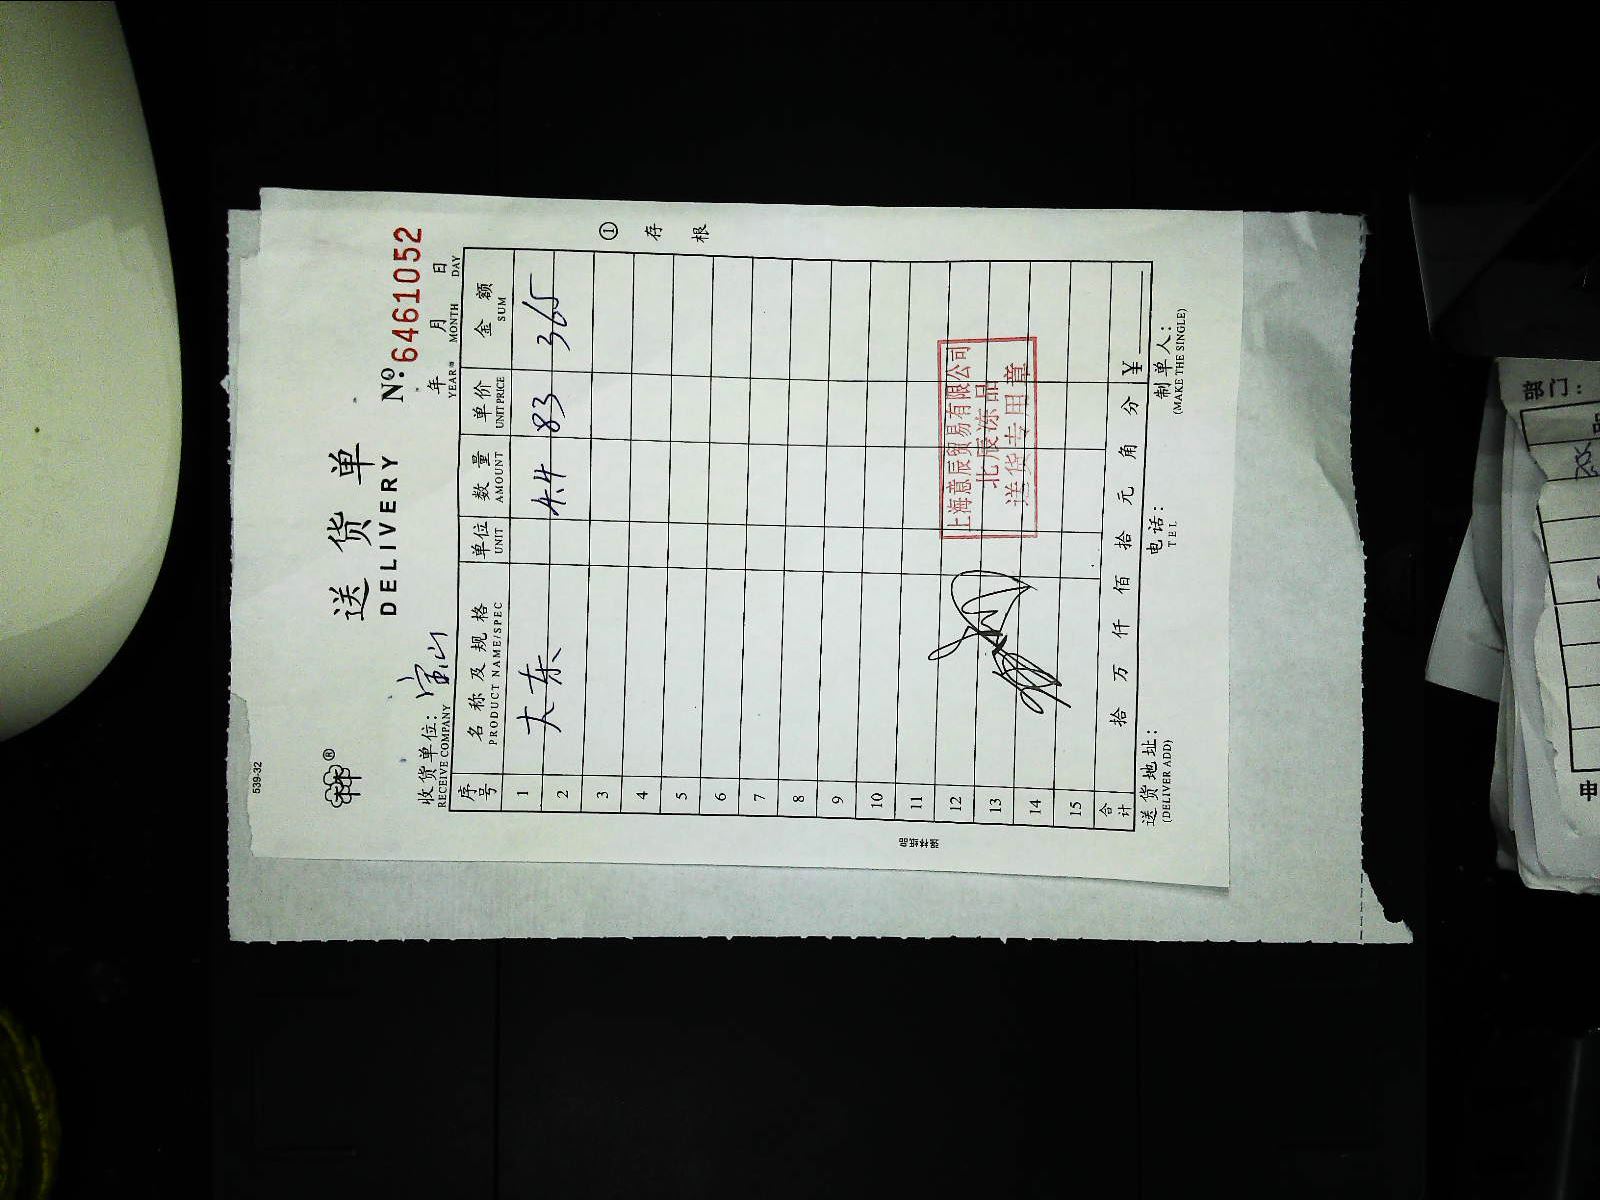 539-32
®
送货单
DELIVERY
№:6461052
收货单位: 宝山
RECEIVE COMPANY
年 月 日
YEAR MONTH DAY
序号 名称及规格 单位 数量 单价 金额
PRODUCT NAME/SPEC UNIT AMOUNT UNIT PRICE SUM
1 大东 4.4 83 365
2
3
4
5
6
7
8
9
10
11
12
13
14
15
① 存根
上海意辰贸易有限公司
北辰冻品
送货专用章
合计 拾 万 仟 佰 拾 元 角 分 ¥
送货地址: 电话: 制单人:
(DELIVER ADD) TEL (MAKE THE SINGLE)
部门: